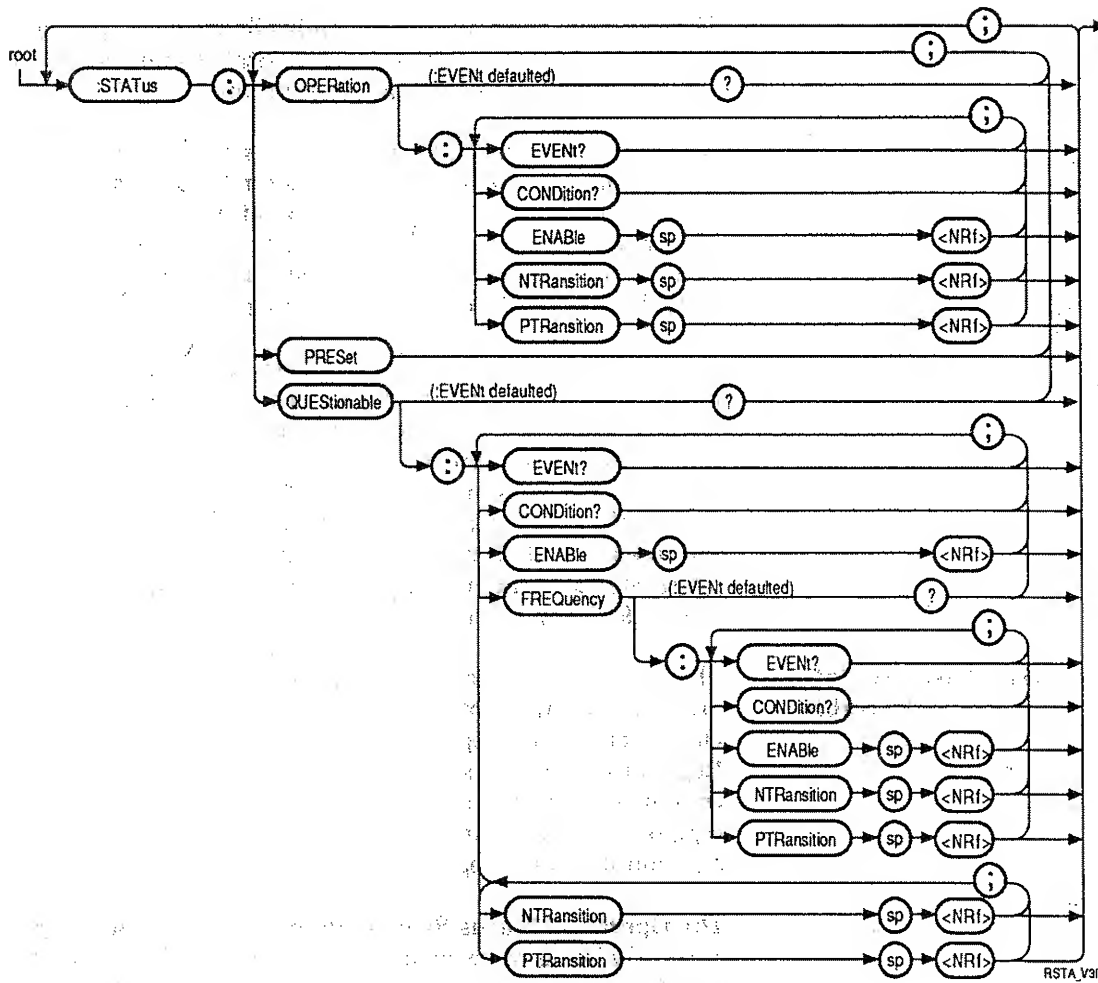 ;
;
root
:STATus : OPERation (:EVENt defaulted) ?
;
: EVENt?
CONDition?
ENABle sp <NRf>
NTRansition sp <NRf>
PTRansition sp <NRf>
PRESet
QUEStionable (:EVENt defaulted) ?
;
: EVENt?
CONDition?
ENABle sp <NRf>
FREQuency (:EVENt defaulted) ?
;
: EVENt?
CONDition?
ENABle sp <NRf>
NTRansition sp <NRf>
PTRansition sp <NRf>
;
NTRansition sp <NRf>
PTRansition sp <NRf>